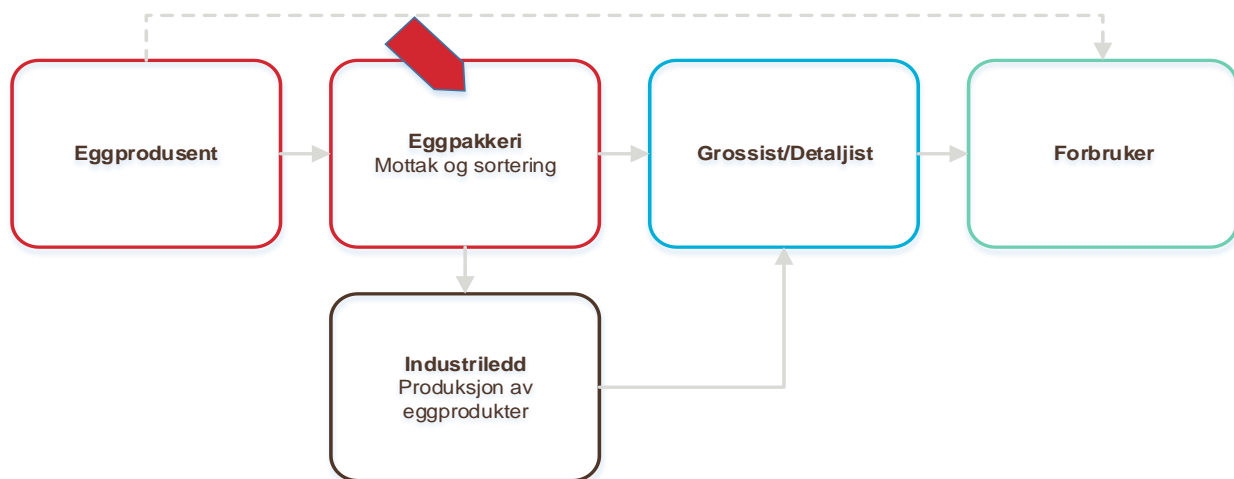 Eggprodusent
Eggpakkeri
Mottak og sortering
Grossist/Detaljist
Forbruker
Industriledd
Produksjon av
eggprodukter